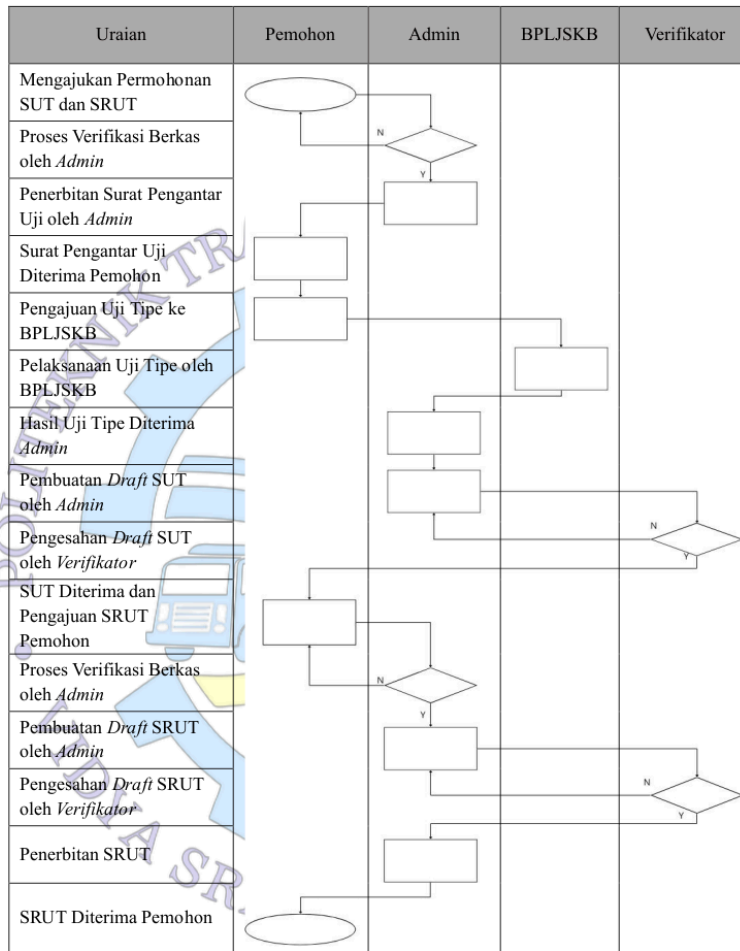 Uraian
Pemohon
Admin
BPLJSKB
Verifikator
Mengajukan Permohonan
SUT dan SRUT
Proses Verifikasi Berkas
oleh Admin
N
Y
Penerbitan Surat Pengantar
Uji oleh Admin
Surat Pengantar Uji
Diterima Pemohon
Pengajuan Uji Tipe ke
BPLJSKB
Pelaksanaan Uji Tipe oleh
BPLJSKB
Hasil Uji Tipe Diterima
Admin
Pembuatan Draft SUT
oleh Admin
Pengesahan Draft SUT
oleh Verifikator
N
Y
SUT Diterima dan
Pengajuan SRUT
Pemohon
Proses Verifikasi Berkas
oleh Admin
N
Y
Pembuatan Draft SRUT
oleh Admin
Pengesahan Draft SRUT
oleh Verifikator
N
Y
Penerbitan SRUT
SRUT Diterima Pemohon
POLITEKNIK TRA
WIDYA SR